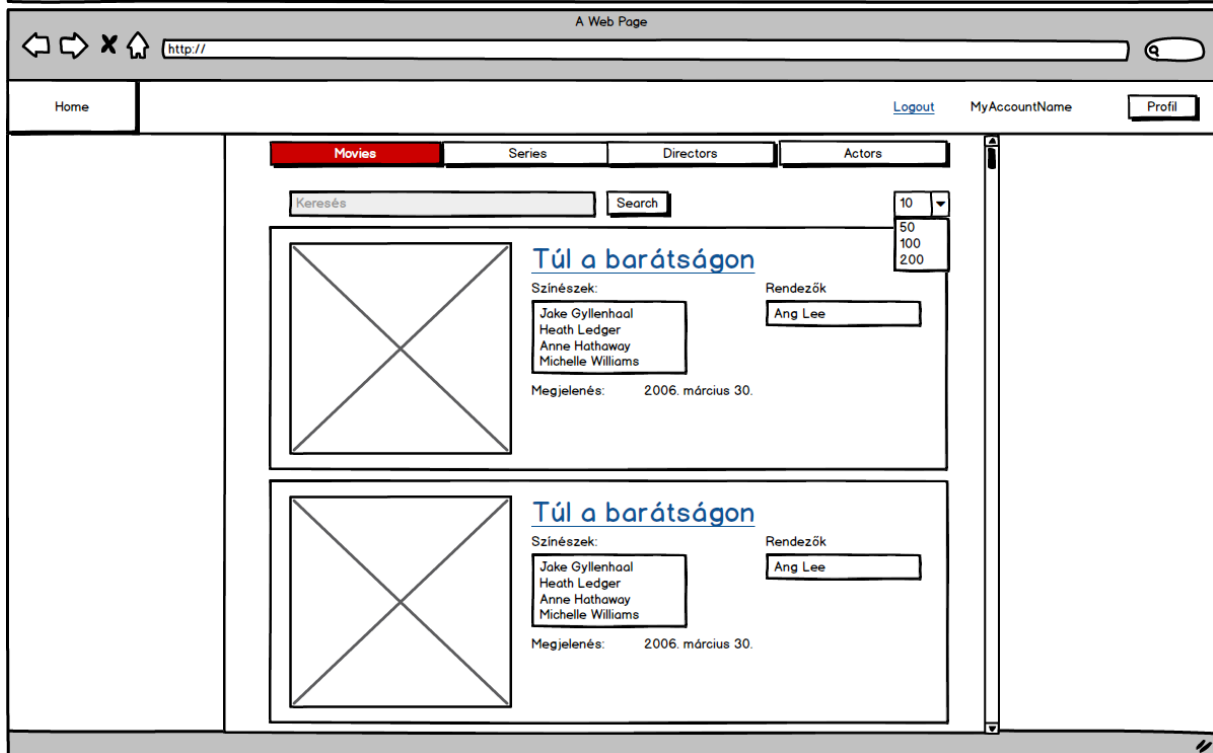 A Web Page
http://
Home
Logout
MyAccountName
Profil
Movies
Series
Directors
Actors
Keresés
Search
10
50
100
200
Túl a barátságon
Színészek:
Rendezők
Jake Gyllenhaal
Heath Ledger
Anne Hathaway
Michelle Williams
Ang Lee
Megjelenés: 2006. március 30.
Túl a barátságon
Színészek:
Rendezők
Jake Gyllenhaal
Heath Ledger
Anne Hathaway
Michelle Williams
Ang Lee
Megjelenés: 2006. március 30.